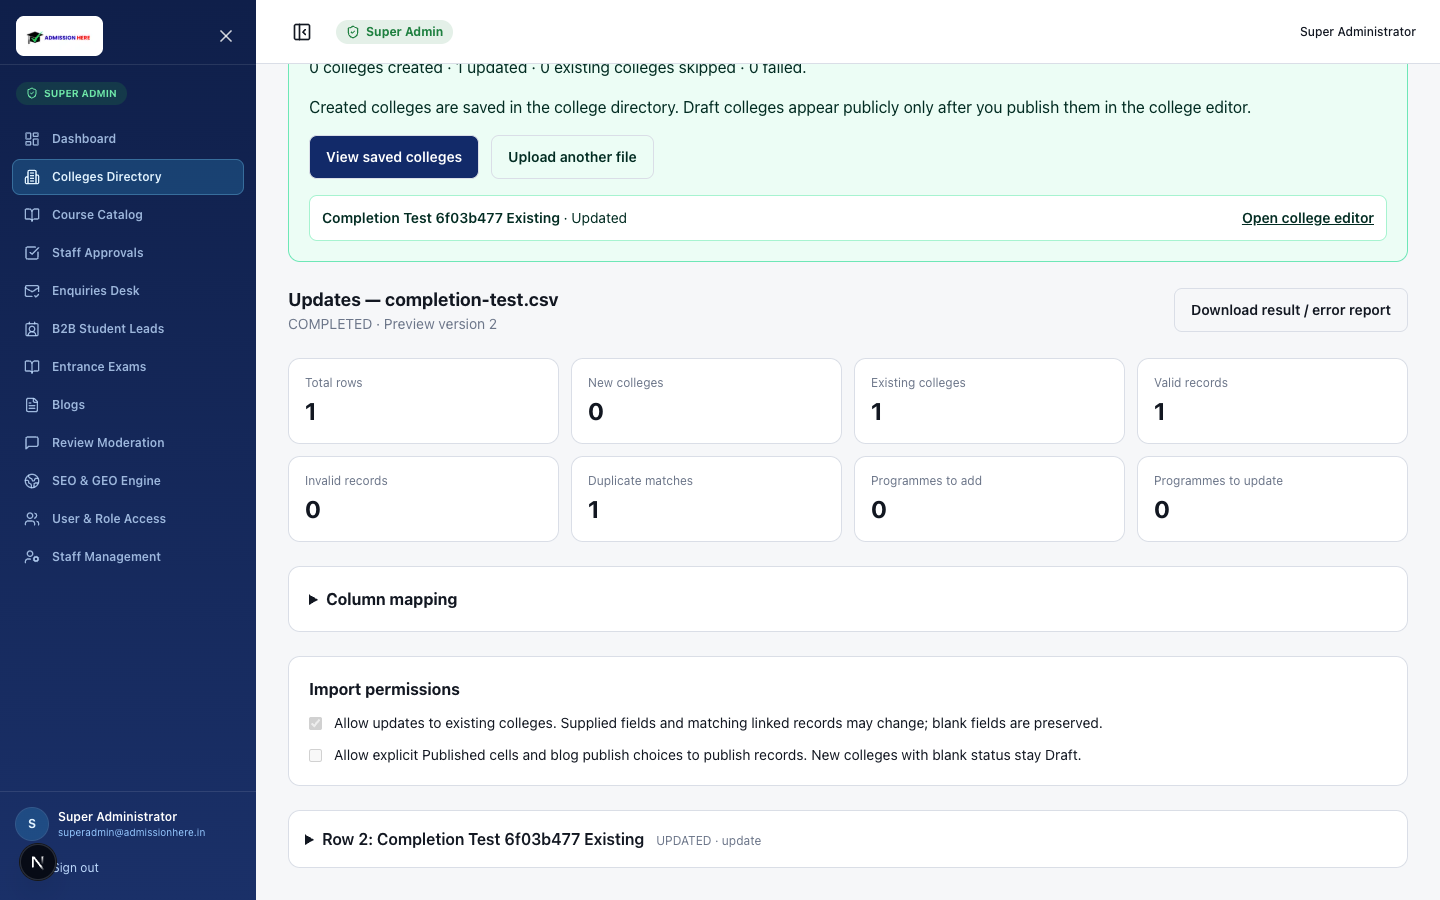 ADMISSION HERE
SUPER ADMIN
Dashboard
Colleges Directory
Course Catalog
Staff Approvals
Enquiries Desk
B2B Student Leads
Entrance Exams
Blogs
Review Moderation
SEO & GEO Engine
User & Role Access
Staff Management
S
Super Administrator
superadmin@admissionhere.in
N
Sign out
Super Admin
Super Administrator
0 colleges created · 1 updated · 0 existing colleges skipped · 0 failed.
Created colleges are saved in the college directory. Draft colleges appear publicly only after you publish them in the college editor.
View saved colleges
Upload another file
Completion Test 6f03b477 Existing · Updated
Open college editor
Updates — completion-test.csv
COMPLETED · Preview version 2
Download result / error report
Total rows
1
New colleges
0
Existing colleges
1
Valid records
1
Invalid records
0
Duplicate matches
1
Programmes to add
0
Programmes to update
0
Column mapping
Import permissions
Allow updates to existing colleges. Supplied fields and matching linked records may change; blank fields are preserved.
Allow explicit Published cells and blog publish choices to publish records. New colleges with blank status stay Draft.
Row 2: Completion Test 6f03b477 Existing UPDATED · update